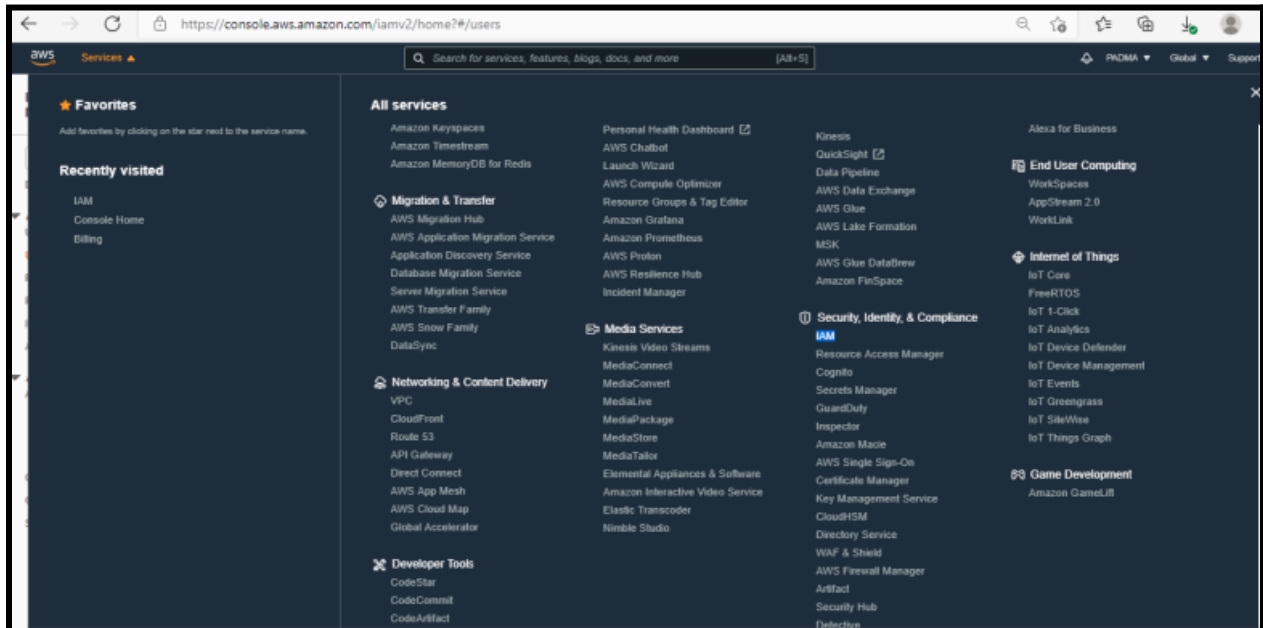 https://console.aws.amazon.com/iamv2/home?#/users
aws
Services
Search for services, features, blogs, docs, and more
[Alt+S]
PADMA
Global
Support
Favorites
Add favorites by clicking on the star next to the service name.
Recently visited
IAM
Console Home
Billing
All services
Amazon Keyspaces
Amazon Timestream
Amazon MemoryDB for Redis
Migration & Transfer
AWS Migration Hub
AWS Application Migration Service
Application Discovery Service
Database Migration Service
Server Migration Service
AWS Transfer Family
AWS Snow Family
DataSync
Networking & Content Delivery
VPC
CloudFront
Route 53
API Gateway
Direct Connect
AWS App Mesh
AWS Cloud Map
Global Accelerator
Developer Tools
CodeStar
CodeCommit
CodeArtifact
Personal Health Dashboard
AWS Chatbot
Launch Wizard
AWS Compute Optimizer
Resource Groups & Tag Editor
Amazon Grafana
Amazon Prometheus
AWS Proton
AWS Resilience Hub
Incident Manager
Media Services
Kinesis Video Streams
MediaConnect
MediaConvert
MediaLive
MediaPackage
MediaStore
MediaTailor
Elemental Appliances & Software
Amazon Interactive Video Service
Elastic Transcoder
Nimble Studio
Kinesis
QuickSight
Data Pipeline
AWS Data Exchange
AWS Glue
AWS Lake Formation
MSK
AWS Glue DataBrew
Amazon FinSpace
Security, Identity, & Compliance
IAM
Resource Access Manager
Cognito
Secrets Manager
GuardDuty
Inspector
Amazon Macie
AWS Single Sign-On
Certificate Manager
Key Management Service
CloudHSM
Directory Service
WAF & Shield
AWS Firewall Manager
Artifact
Security Hub
Detective
Alexa for Business
End User Computing
WorkSpaces
AppStream 2.0
WorkLink
Internet of Things
IoT Core
FreeRTOS
IoT 1-Click
IoT Analytics
IoT Device Defender
IoT Device Management
IoT Events
IoT Greengrass
IoT SiteWise
IoT Things Graph
Game Development
Amazon GameLift